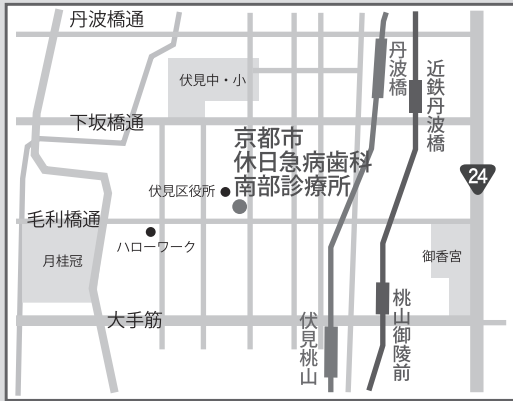 丹波橋通
伏見中・小
丹波橋
近鉄丹波橋
下坂橋通
京都市
休日急病歯科
南部診療所
伏見区役所
24
毛利橋通
ハローワーク
月桂冠
御香宮
大手筋
伏見桃山
桃山御陵前